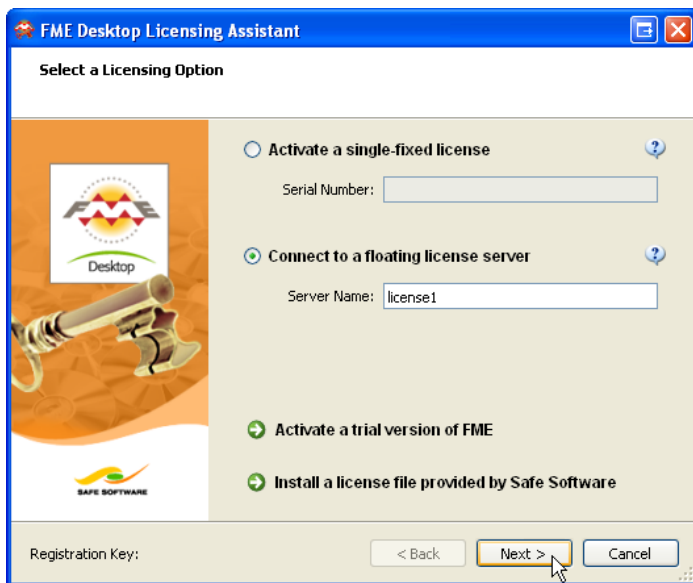 FME Desktop Licensing Assistant
Select a Licensing Option
FME
Desktop
SAFE SOFTWARE
Activate a single-fixed license
?
Serial Number:
Connect to a floating license server
?
Server Name: license1
Activate a trial version of FME
Install a license file provided by Safe Software
Registration Key:
< Back Next > Cancel